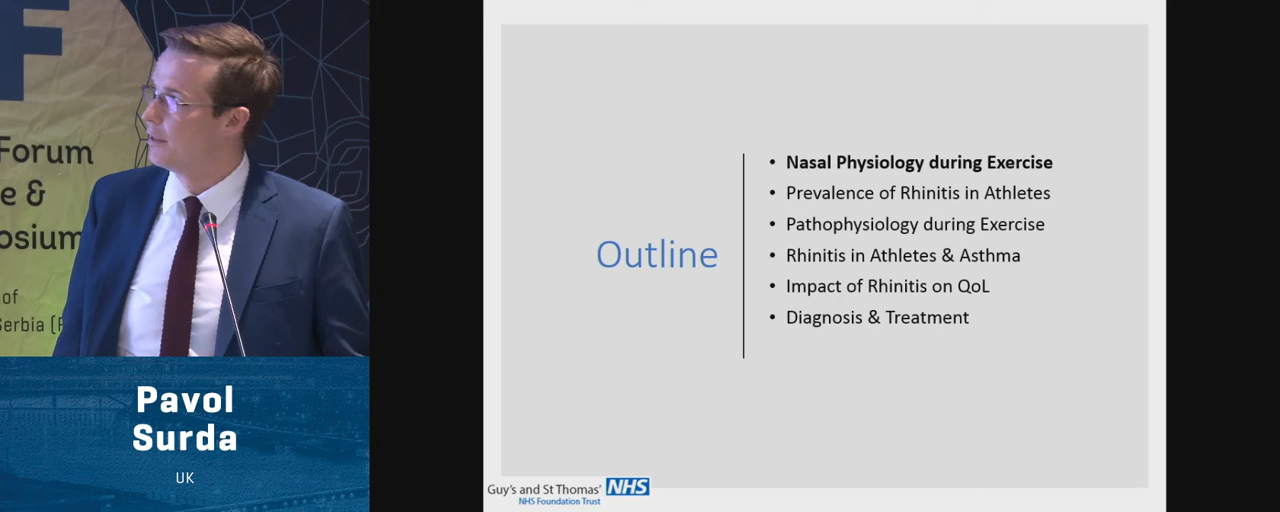 F
Forum
e &
osium
of
Serbia (
Pavol
Surda
UK
Outline
• Nasal Physiology during Exercise
• Prevalence of Rhinitis in Athletes
• Pathophysiology during Exercise
• Rhinitis in Athletes & Asthma
• Impact of Rhinitis on QoL
• Diagnosis & Treatment
Guy's and St Thomas' NHS
NHS Foundation Trust